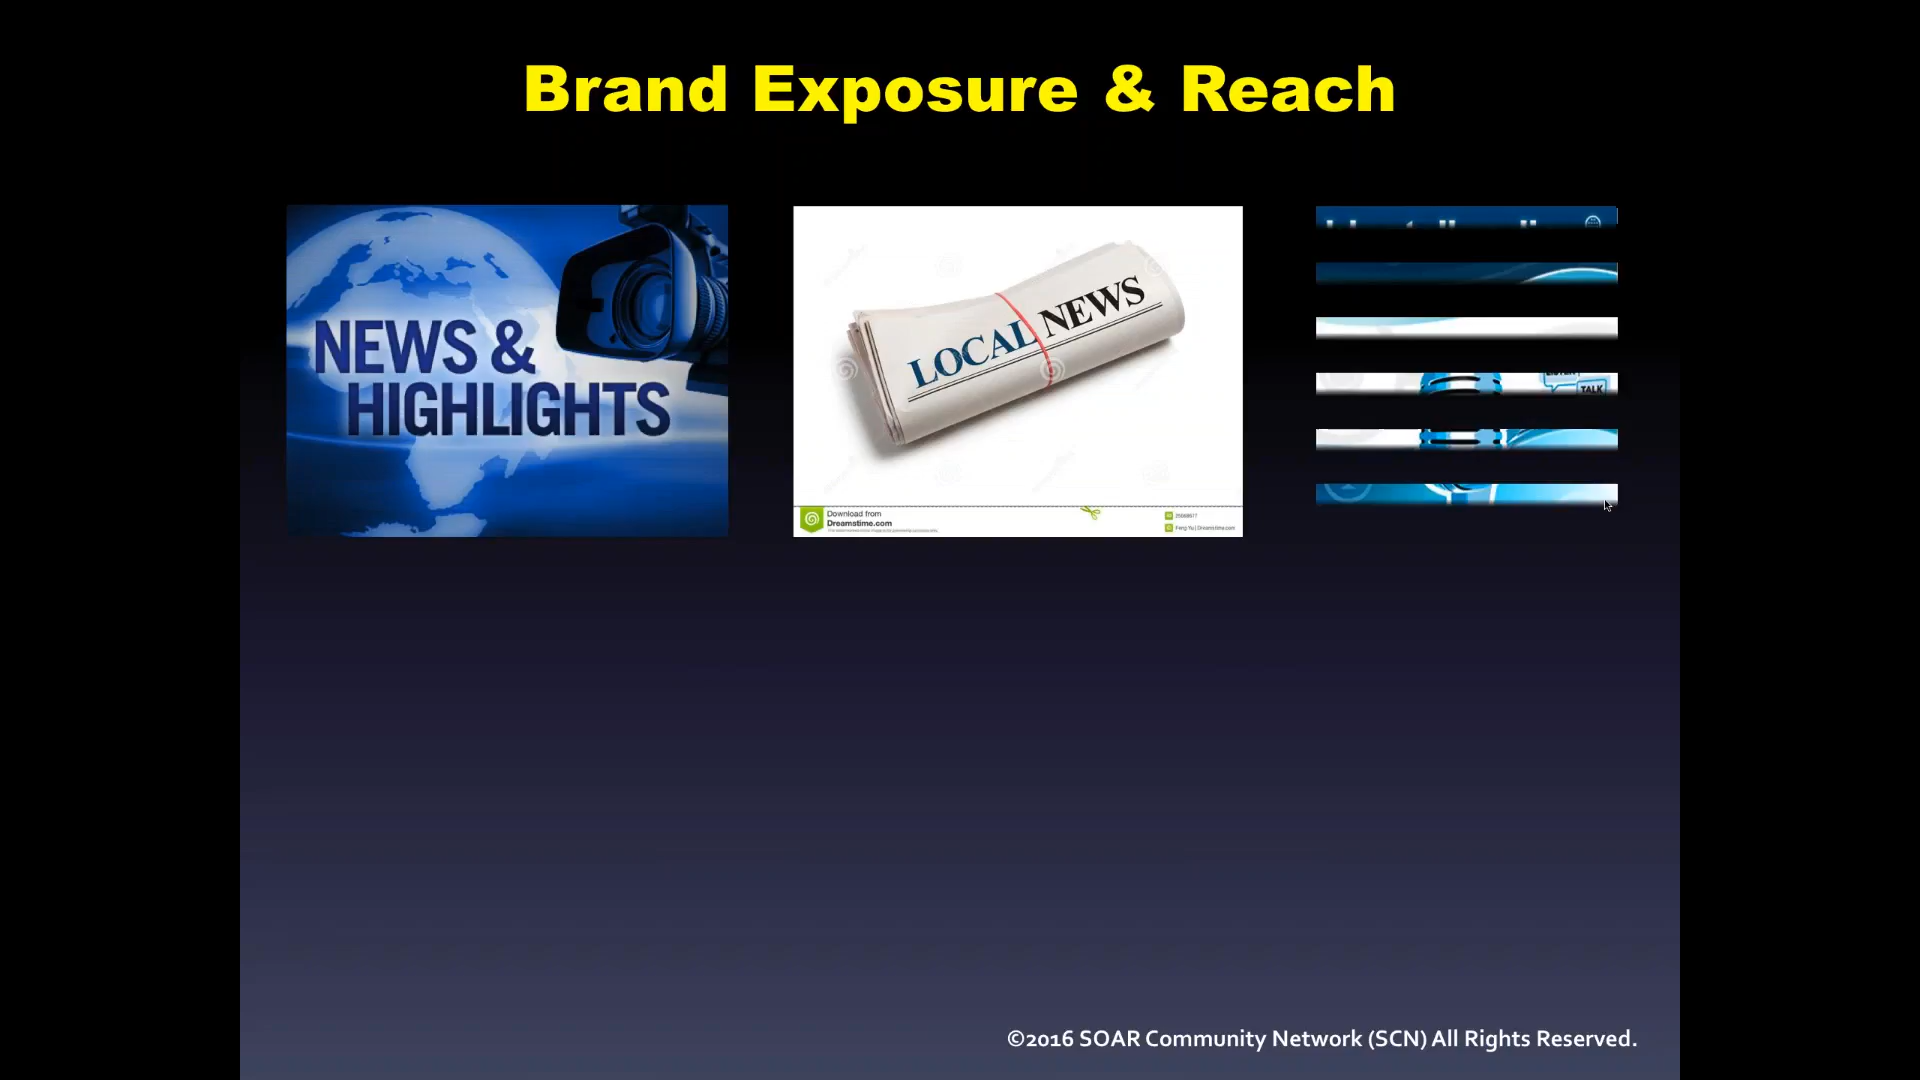 Brand Exposure & Reach
NEWS &
HIGHLIGHTS
LOCAL NEWS
Download from
Dreamstime.com
TALK
©2016 SOAR Community Network (SCN) All Rights Reserved.